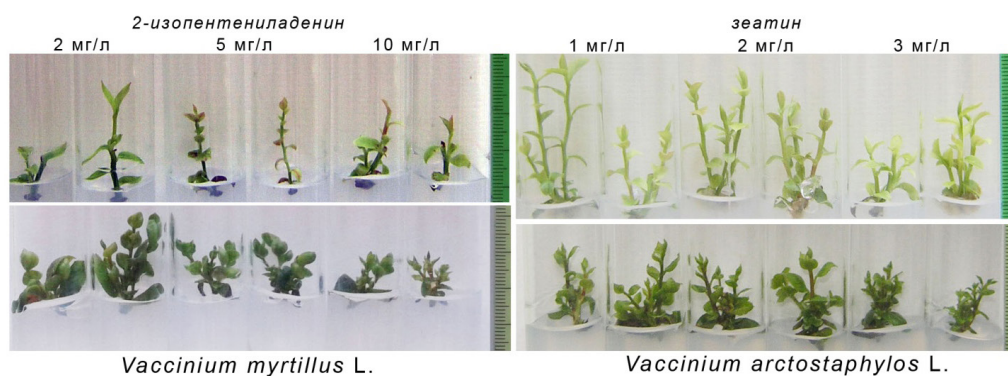 2-изопентениладенин
2 мг/л 5 мг/л 10 мг/л
зеатин
1 мг/л 2 мг/л 3 мг/л
Vaccinium myrtillus L.
Vaccinium arctostaphylos L.